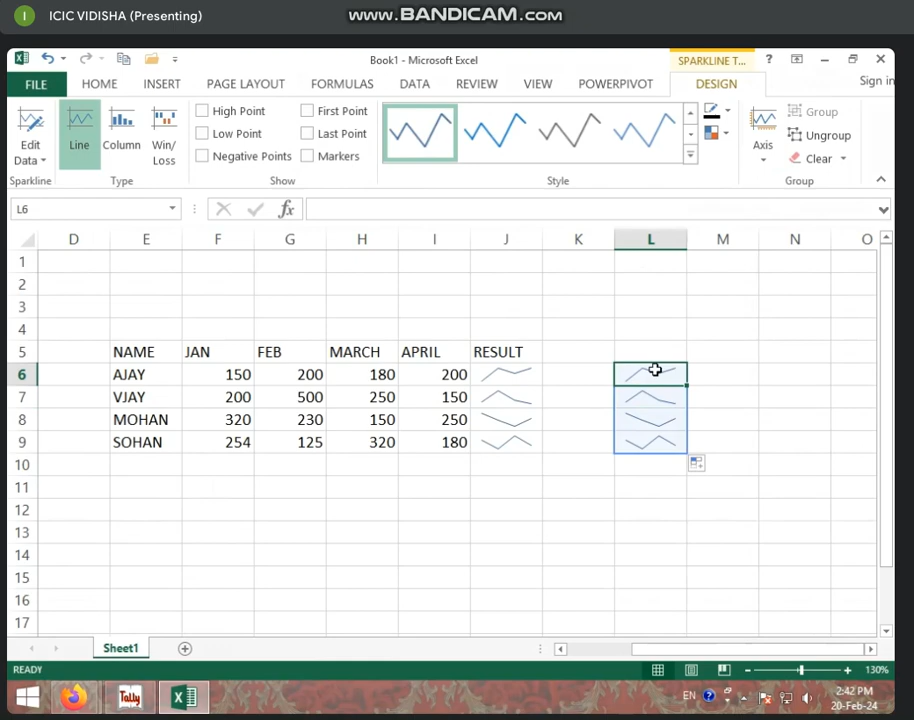 I ICIC VIDISHA (Presenting)
www.BANDICAM.com
Book1 - Microsoft Excel
SPARKLINE T...
?
FILE HOME INSERT PAGE LAYOUT FORMULAS DATA REVIEW VIEW POWERPIVOT DESIGN Sign in
High Point First Point
Low Point Last Point
Negative Points Markers
Edit Data
Line
Column
Win/
Loss
Axis
Group
Ungroup
Clear
Sparkline Type Show Style Group
L6 fx
D E F G H I J K L M N O
1
2
3
4
5 NAME JAN FEB MARCH APRIL RESULT
6 AJAY 150 200 180 200
7 VJAY 200 500 250 150
8 MOHAN 320 230 150 250
9 SOHAN 254 125 320 180
10
11
12
13
14
15
16
17
Sheet1
READY 130%
Tally EN 2:42 PM
20-Feb-24